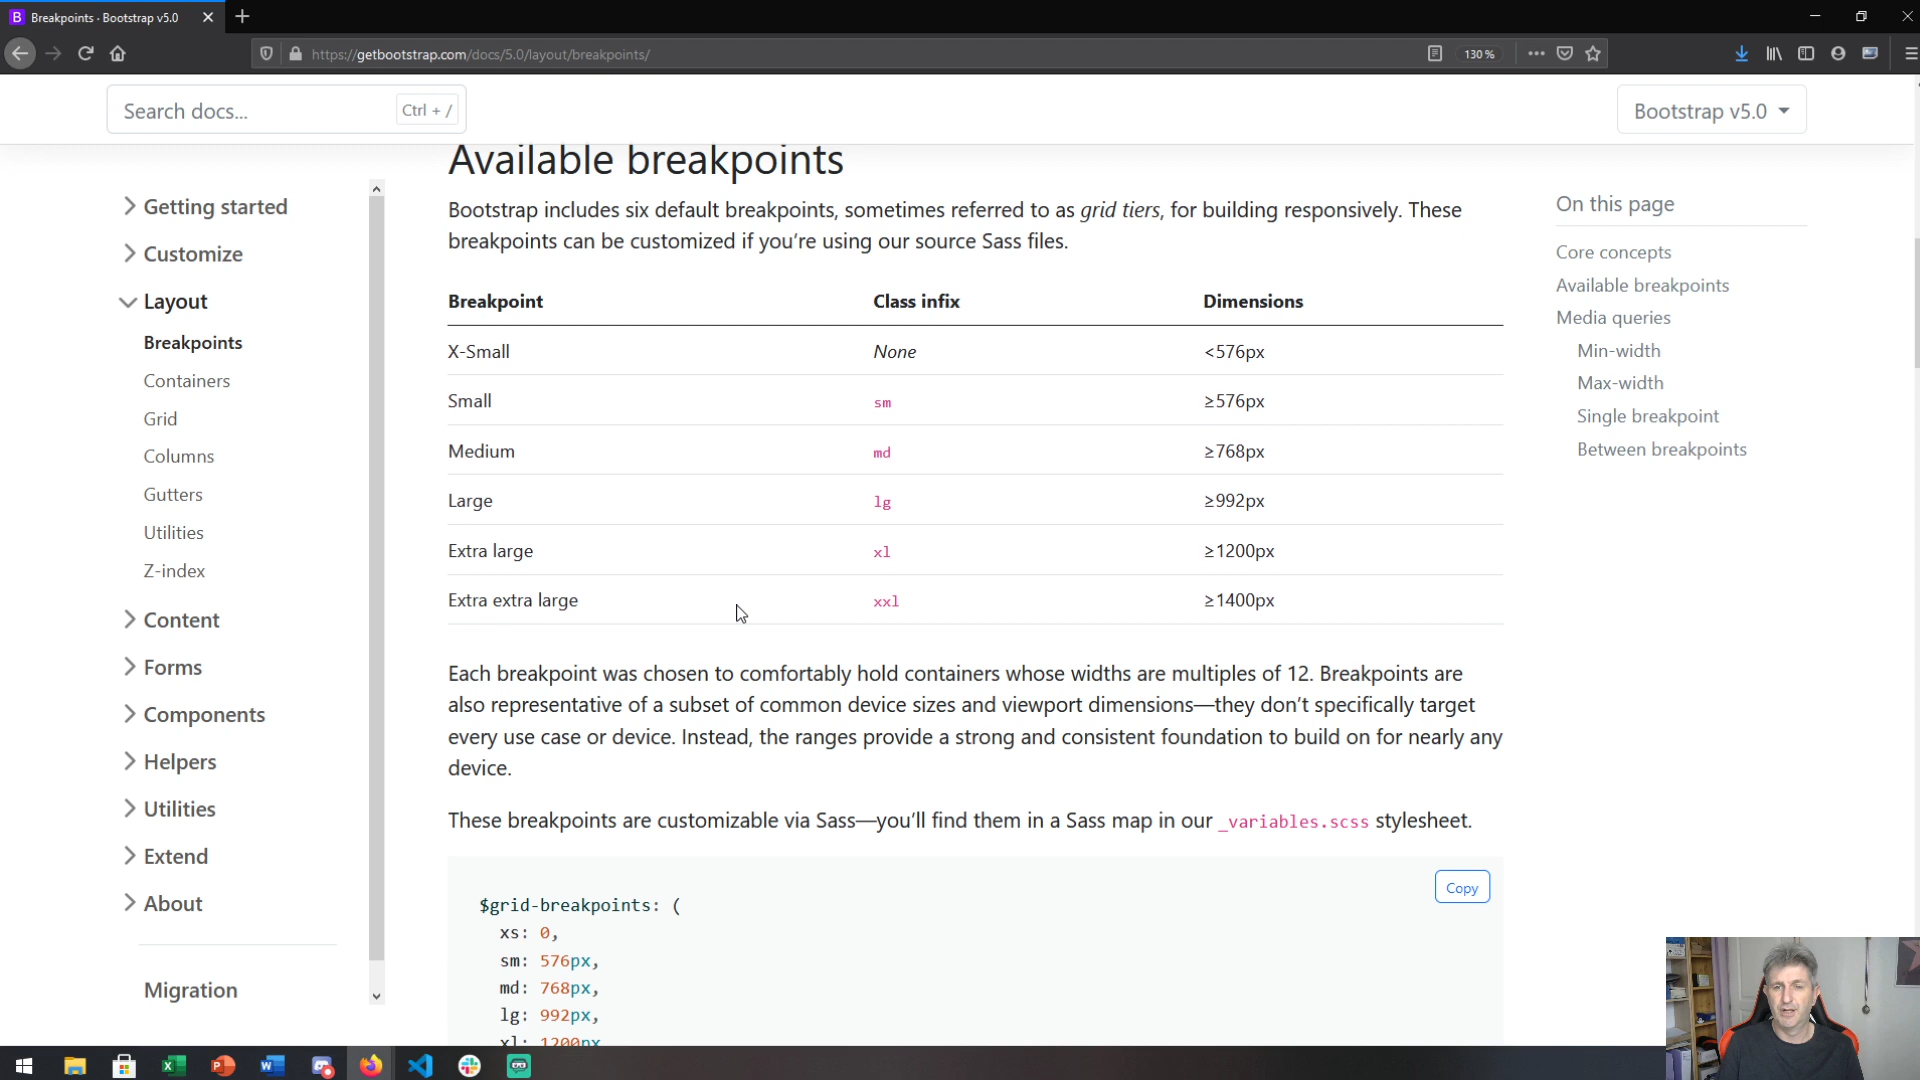 Breakpoints · Bootstrap v5.0
https://getbootstrap.com/docs/5.0/layout/breakpoints/
130%
Search docs...
Ctrl + /
Bootstrap v5.0
Getting started
Customize
Layout
Breakpoints
Containers
Grid
Columns
Gutters
Utilities
Z-index
Content
Forms
Components
Helpers
Utilities
Extend
About
Migration
Available breakpoints
Bootstrap includes six default breakpoints, sometimes referred to as grid tiers, for building responsively. These
breakpoints can be customized if you’re using our source Sass files.
Breakpoint Class infix Dimensions
X-Small None <576px
Small sm ≥576px
Medium md ≥768px
Large lg ≥992px
Extra large xl ≥1200px
Extra extra large xxl ≥1400px
Each breakpoint was chosen to comfortably hold containers whose widths are multiples of 12. Breakpoints are
also representative of a subset of common device sizes and viewport dimensions—they don’t specifically target
every use case or device. Instead, the ranges provide a strong and consistent foundation to build on for nearly any
device.
These breakpoints are customizable via Sass—you’ll find them in a Sass map in our _variables.scss stylesheet.
Copy
$grid-breakpoints: (
xs: 0,
sm: 576px,
md: 768px,
lg: 992px,
xl: 1200px
On this page
Core concepts
Available breakpoints
Media queries
Min-width
Max-width
Single breakpoint
Between breakpoints